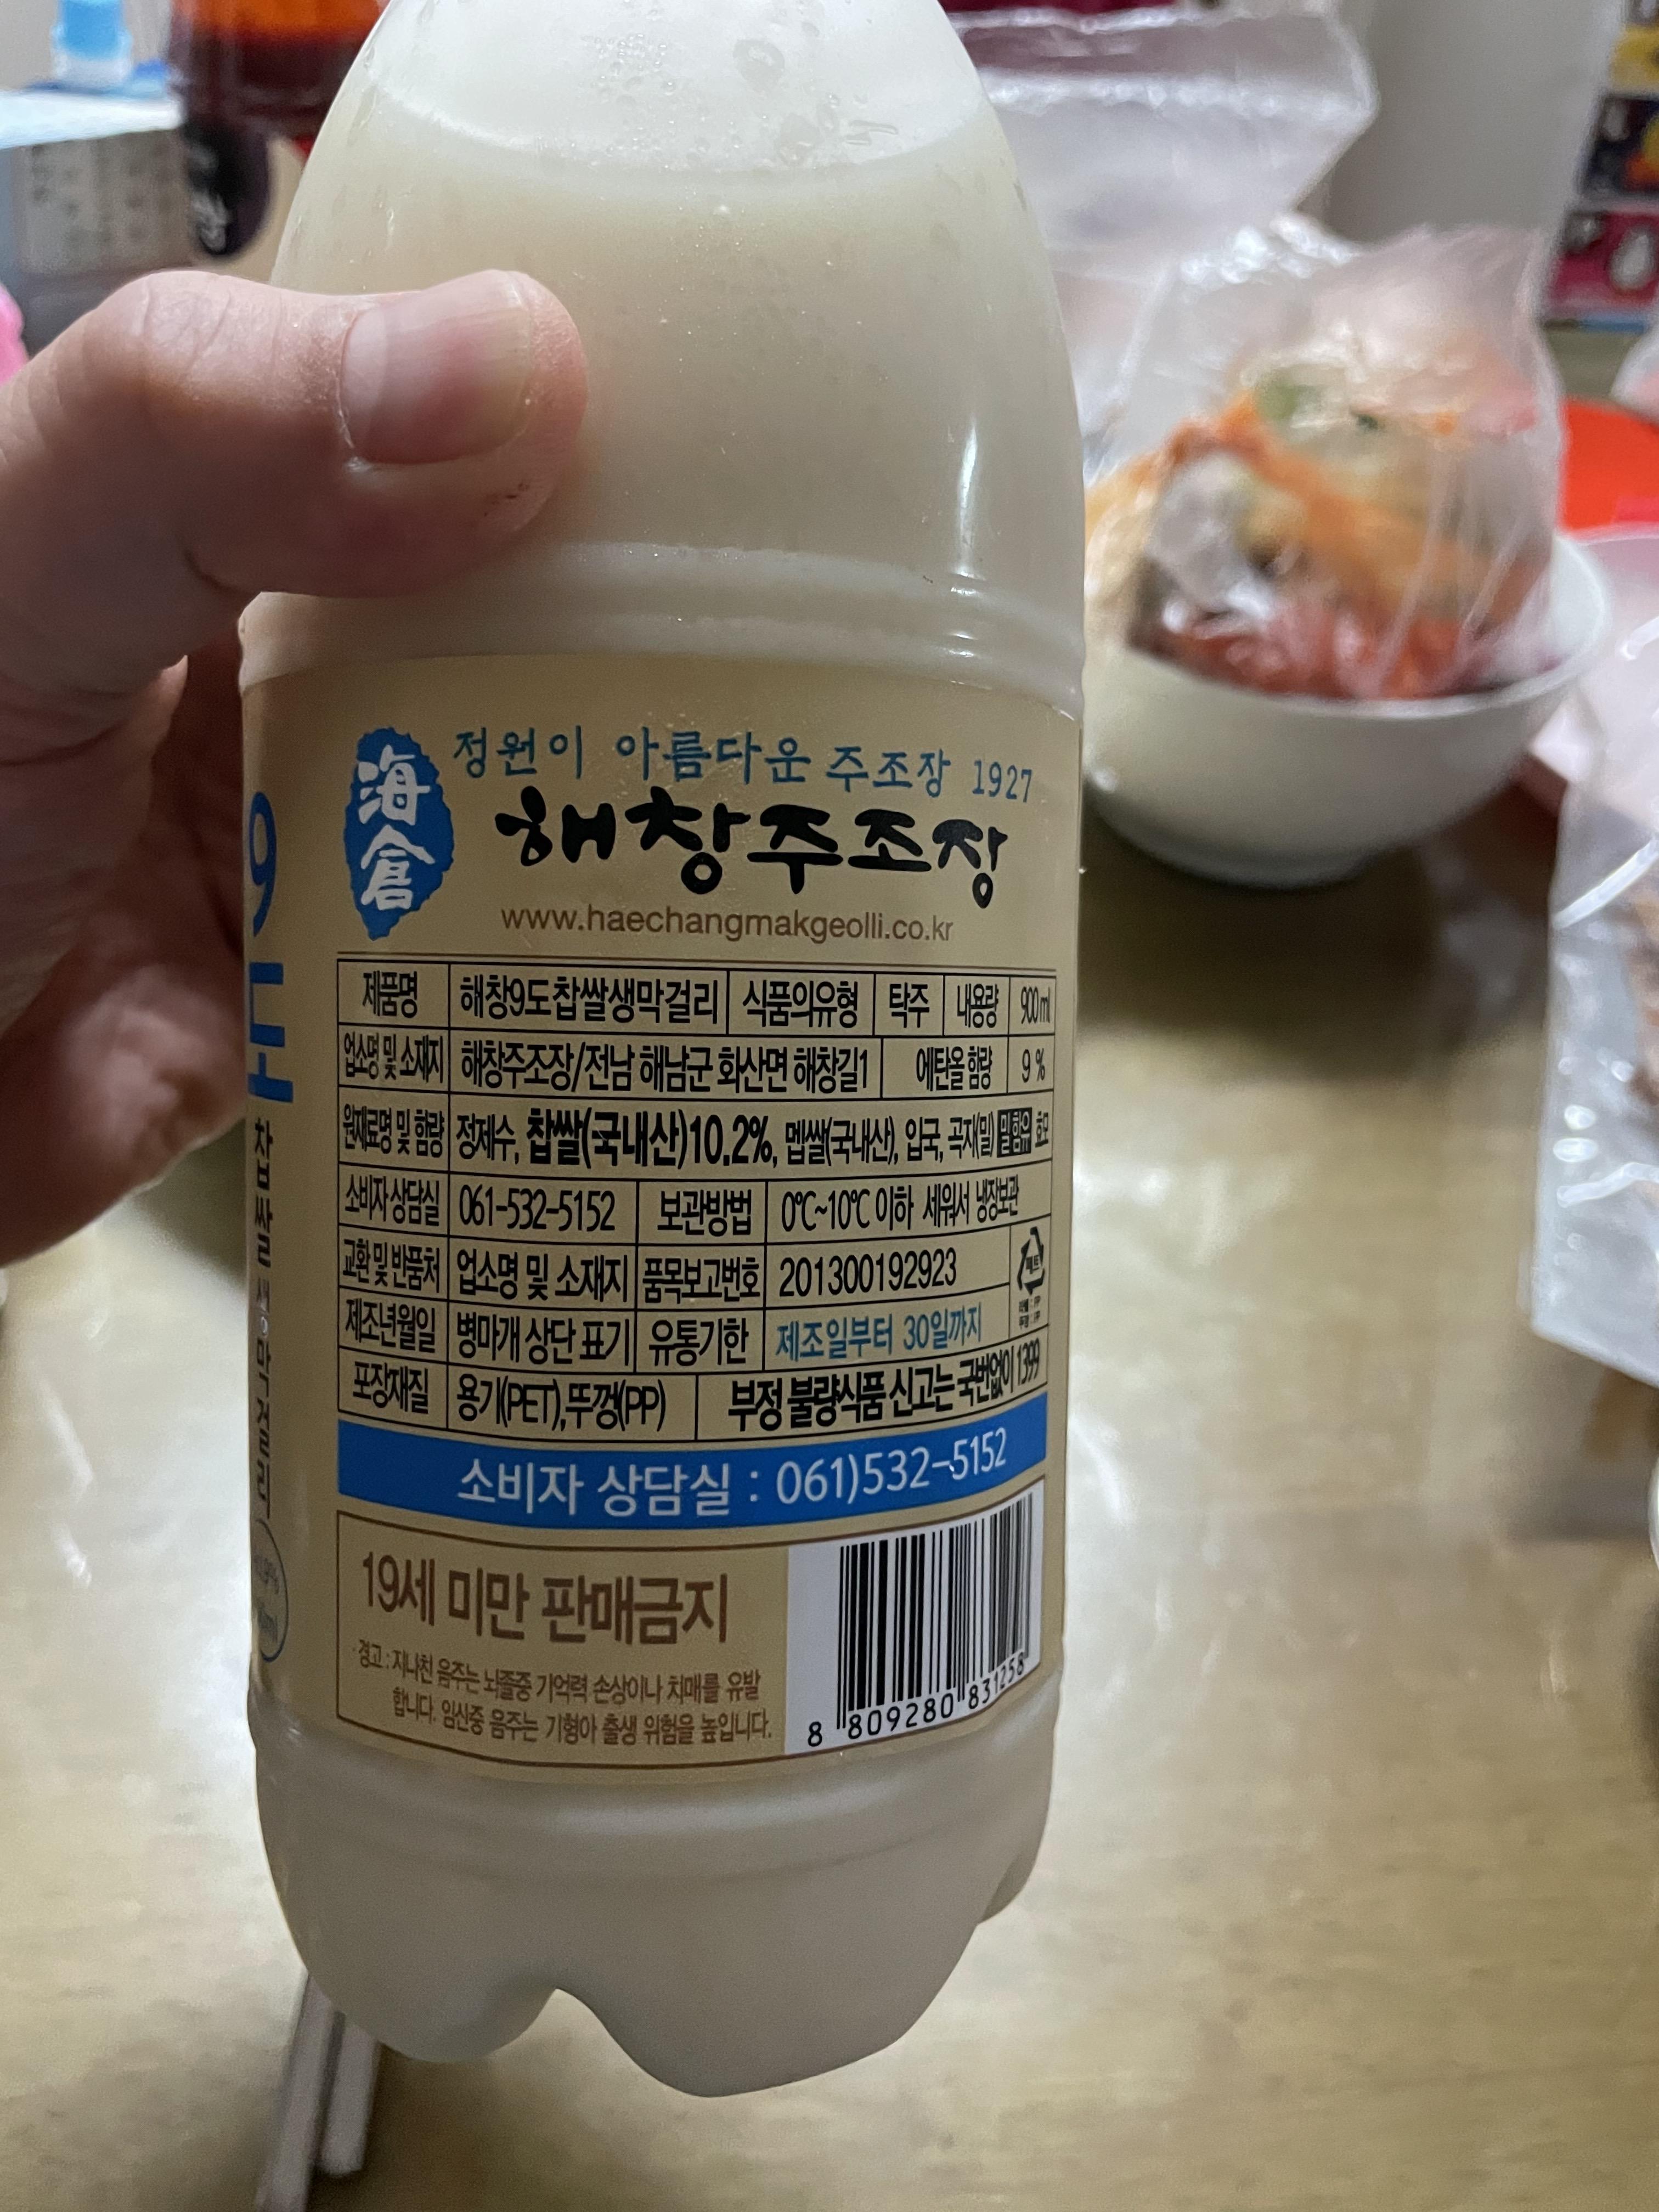 海倉
정원이 아름다운 주조장 1927
해창주조장
www.haechangmakgeolli.co.kr
제품명 해창9도찹쌀생막걸리 식품의유형 탁주 내용량 900ml
업소명 및 소재지 해창주조장/전남 해남군 화산면 해창길1 에탄올 함량 9 %
원재료명 및 함량 정제수, 찹쌀(국내산)10.2%, 멥쌀(국내산), 입국, 곡자(밀) 밀함유 효모
소비자 상담실 061-532-5152 보관방법 0℃~10℃ 이하 세워서 냉장보관
교환 및 반품처 업소명 및 소재지 품목보고번호 201300192923
페트
제조년월일 병마개 상단 표기 유통기한 제조일부터 30일까지
포장재질 용기(PET),뚜껑(PP) 부정 불량식품 신고는 국번없이 1399
소비자 상담실 : 061)532-5152
19세 미만 판매금지
경고 : 지나친 음주는 뇌졸중 기억력 손상이나 치매를 유발
합니다. 임신중 음주는 기형아 출생 위험을 높입니다.
8 809280 831258
9도
찹쌀 생막걸리